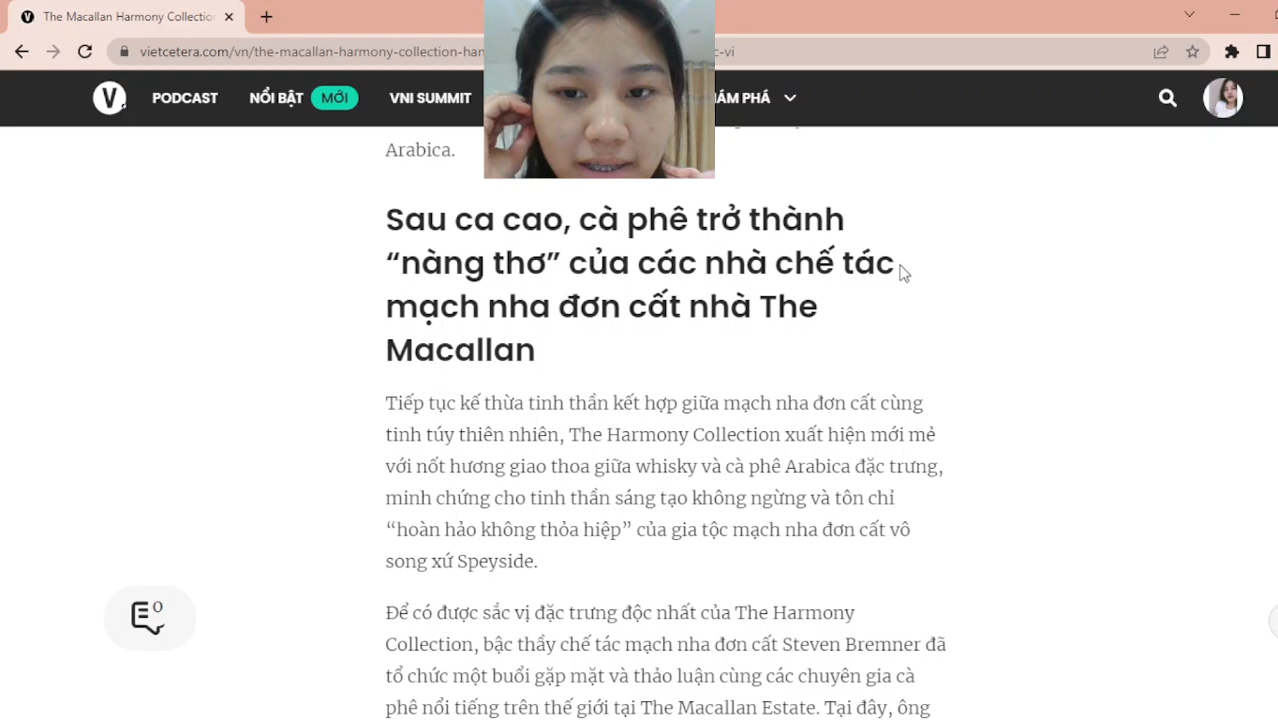 The Macallan Harmony Collectio
vietcetera.com/vn/the-macallan-harmony-collection-han
c-vi
V.
PODCAST
NỔI BẬT
MỚI
VNI SUMMIT
ÁM PHÁ
Arabica.
Sau ca cao, cà phê trở thành
“nàng thơ” của các nhà chế tác
mạch nha đơn cất nhà The
Macallan
Tiếp tục kế thừa tinh thần kết hợp giữa mạch nha đơn cất cùng
tinh túy thiên nhiên, The Harmony Collection xuất hiện mới mẻ
với nốt hương giao thoa giữa whisky và cà phê Arabica đặc trưng,
minh chứng cho tinh thần sáng tạo không ngừng và tôn chỉ
“hoàn hảo không thỏa hiệp” của gia tộc mạch nha đơn cất vô
song xứ Speyside.
0
Để có được sắc vị đặc trưng độc nhất của The Harmony
Collection, bậc thầy chế tác mạch nha đơn cất Steven Bremner đã
tổ chức một buổi gặp mặt và thảo luận cùng các chuyên gia cà
phê nổi tiếng trên thế giới tại The Macallan Estate. Tại đây, ông